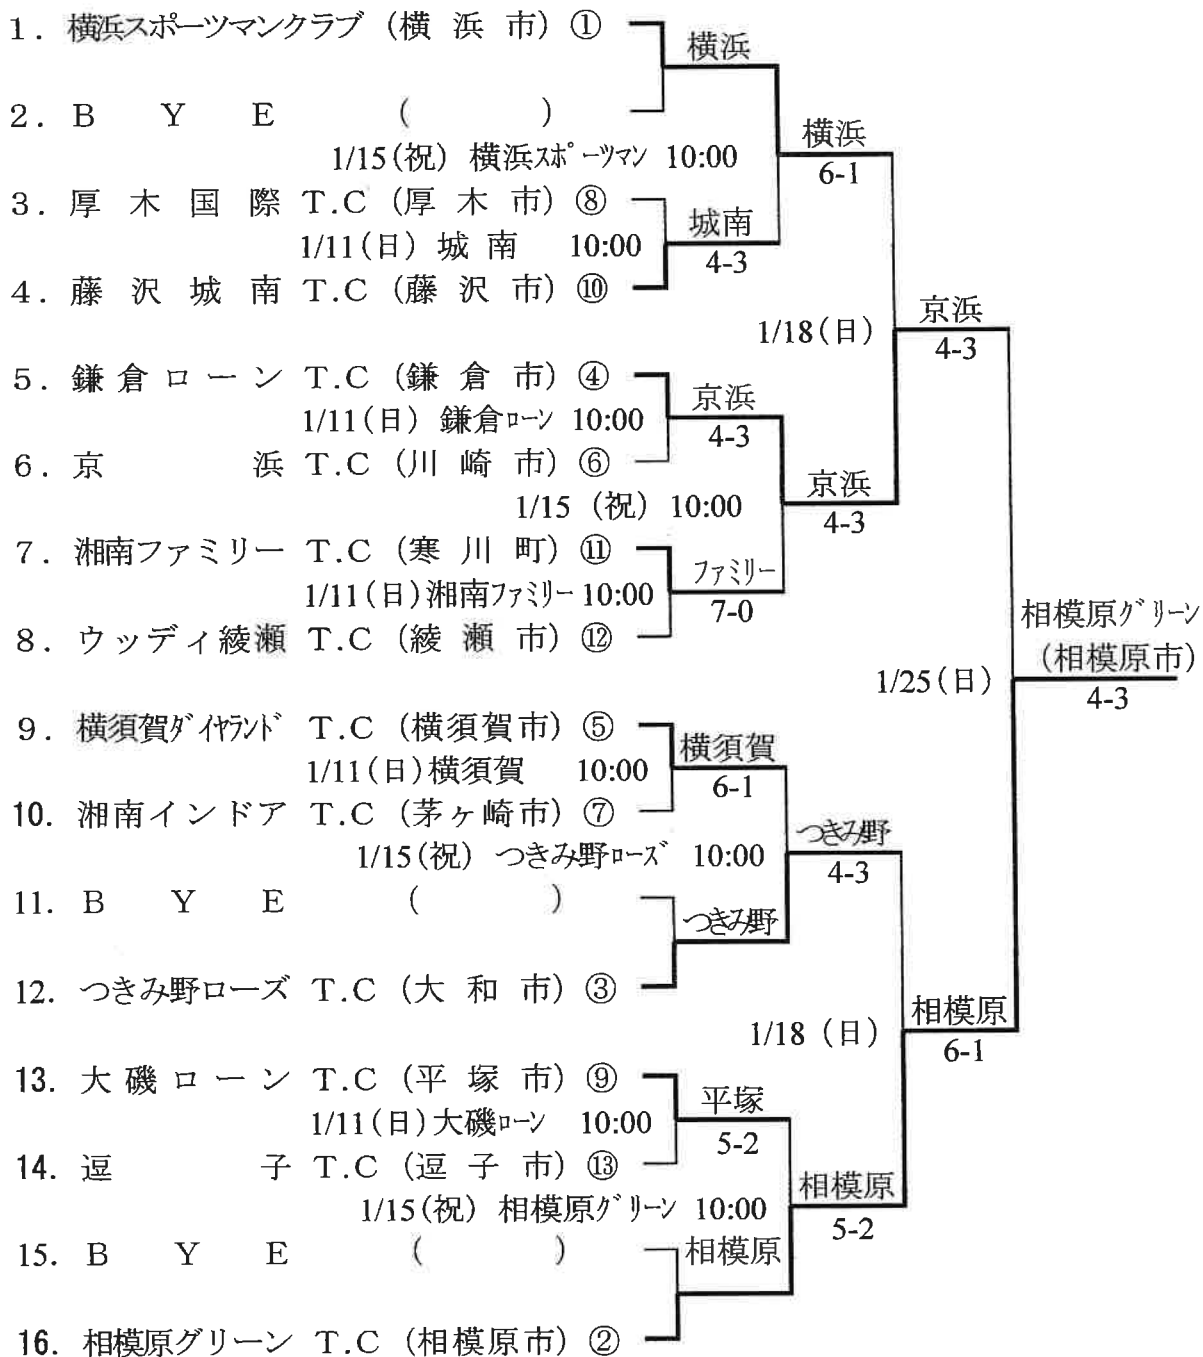 1. 横浜スポーツマンクラブ (横 浜 市) ①
横浜
2. B Y E ( )
横浜
1/15(祝) 横浜スポーツマン 10:00
6-1
3. 厚 木 国 際 T.C (厚 木 市) ⑧
城南
1/11(日) 城 南 10:00
4-3
4. 藤 沢 城 南 T.C (藤 沢 市) ⑩
京浜
1/18(日)
4-3
5. 鎌 倉 ロ ー ン T.C (鎌 倉 市) ④
京浜
1/11(日) 鎌倉ローン 10:00
4-3
6. 京 浜 T.C (川 崎 市) ⑥
京浜
1/15 (祝) 10:00
4-3
7. 湘南ファミリー T.C (寒 川 町) ⑪
ファミリー
1/11(日)湘南ファミリー 10:00
7-0
8. ウッディ綾瀬 T.C (綾 瀬 市) ⑫
相模原グリーン
(相模原市)
1/25(日)
4-3
9. 横須賀ダイヤランド T.C (横須賀市) ⑤
横須賀
1/11(日)横須賀 10:00
6-1
10. 湘南インドア T.C (茅ヶ崎市) ⑦
つきみ野
1/15(祝) つきみ野ローズ 10:00
4-3
11. B Y E ( )
つきみ野
12. つきみ野ローズ T.C (大 和 市) ③
相模原
1/18 (日)
6-1
13. 大 磯 ロ ー ン T.C (平 塚 市) ⑨
平塚
1/11(日)大磯ローン 10:00
5-2
14. 逗 子 T.C (逗 子 市) ⑬
相模原
1/15(祝) 相模原グリーン 10:00
5-2
15. B Y E ( )
相模原
16. 相模原グリーン T.C (相模原市) ②